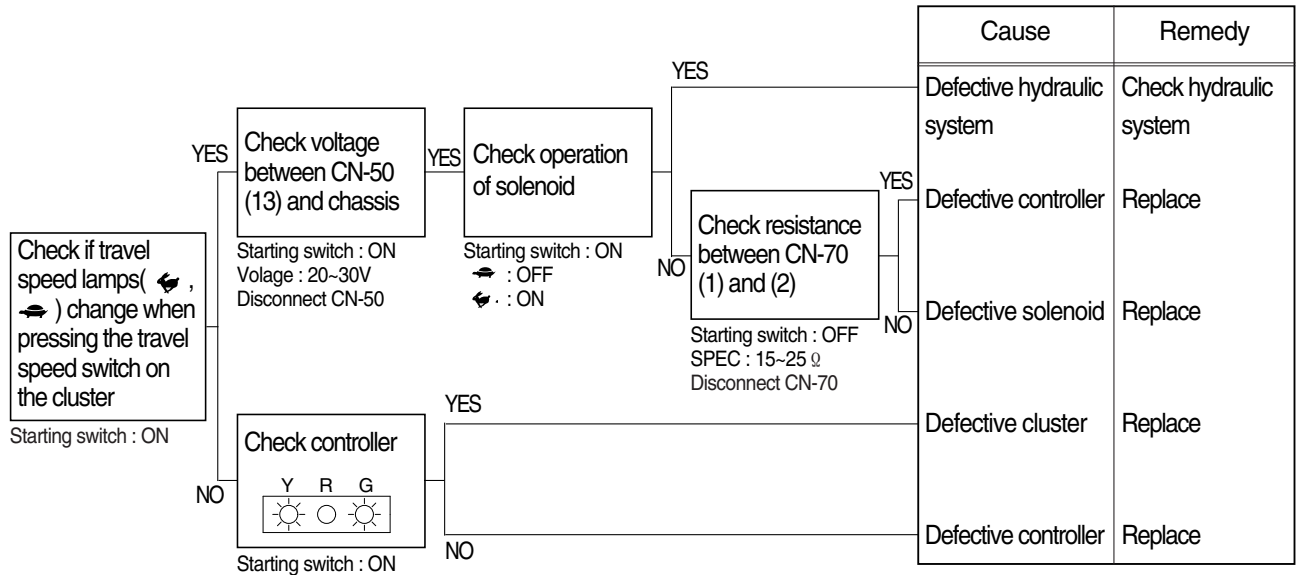 Check if travel
speed lamps( ,
) change when
pressing the travel
speed switch on
the cluster
Starting switch : ON
YES
Check voltage
between CN-50
(13) and chassis
Starting switch : ON
Volage : 20~30V
Disconnect CN-50
YES
Check operation
of solenoid
Starting switch : ON
: OFF
: ON
YES
NO
Check resistance
between CN-70
(1) and (2)
Starting switch : OFF
SPEC : 15~25 Ω
Disconnect CN-70
YES
NO
NO
Check controller
Y R G
Starting switch : ON
YES
NO
Cause Remedy
Defective hydraulic Check hydraulic
system system
Defective controller Replace
Defective solenoid Replace
Defective cluster Replace
Defective controller Replace